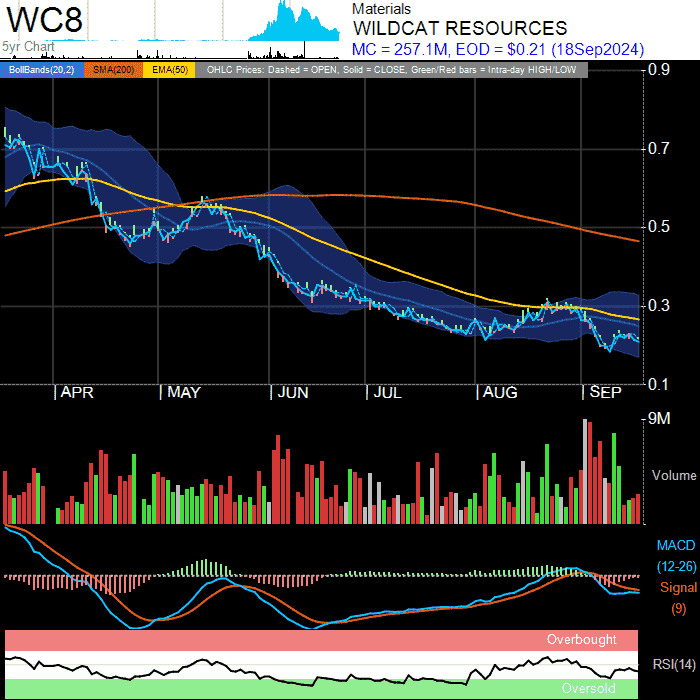 WC8
5yr Chart
Materials
WILDCAT RESOURCES
MC = 257.1M, EOD = $0.21 (18Sep2024)
BollBands(20,2) SMA(200) EMA(50) OHLC Prices: Dashed = OPEN, Solid = CLOSE, Green/Red bars = Intra-day HIGH/LOW
0.9
0.7
0.5
0.3
0.1
APR MAY JUN JUL AUG SEP
9M
Volume
MACD
(12-26)
Signal
(9)
Overbought
RSI(14)
Oversold